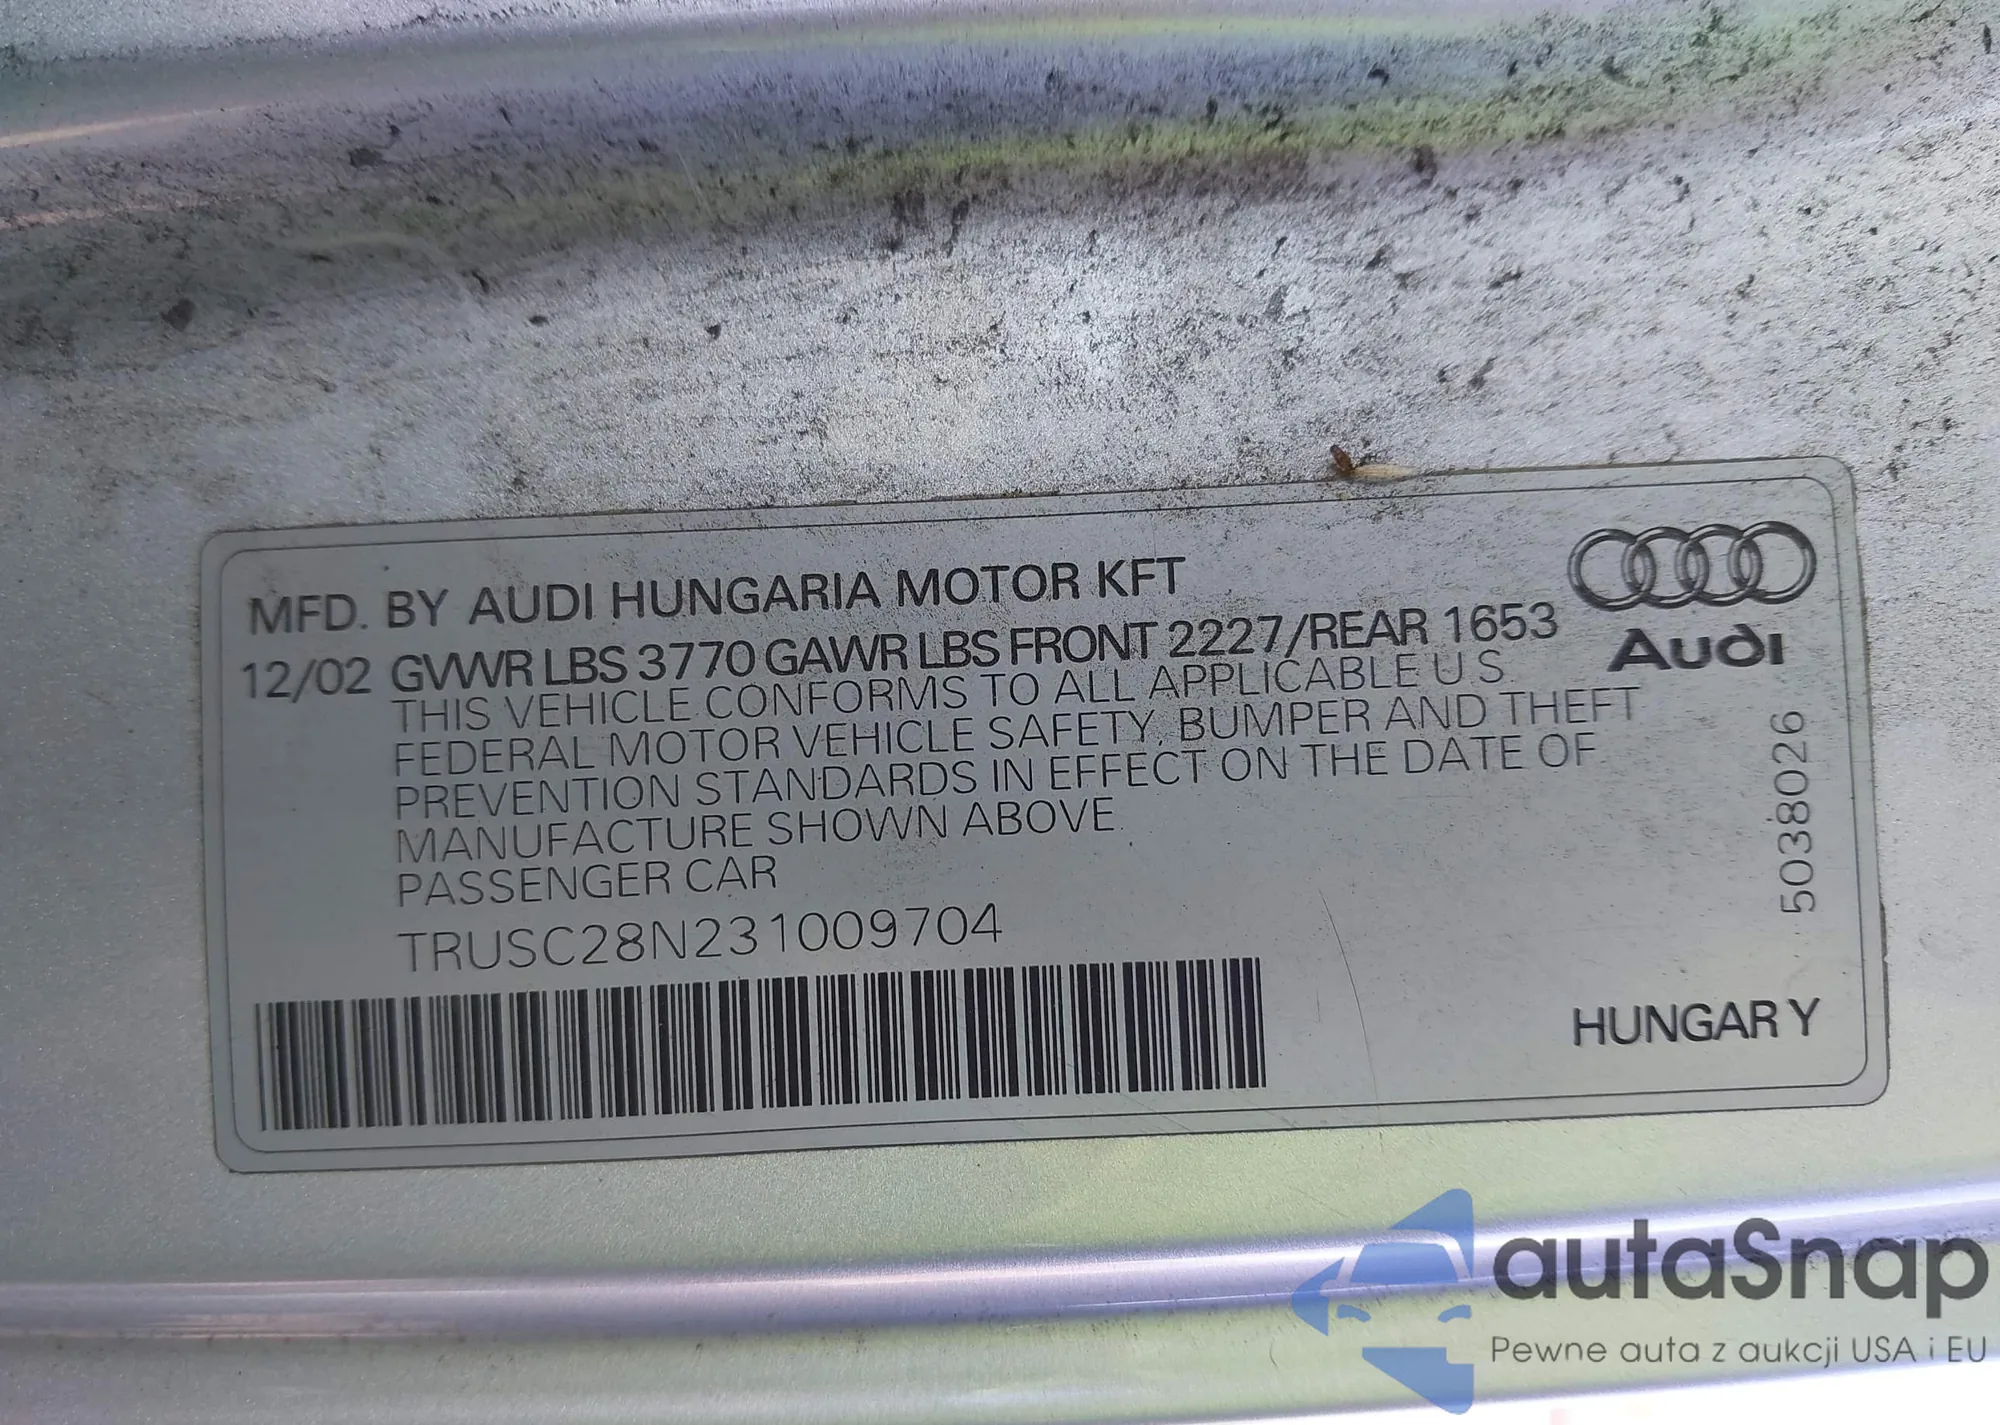 MFD. BY AUDI HUNGARIA MOTOR KFT
12/02 GVWR LBS 3770 GAWR LBS FRONT 2227/REAR 1653
THIS VEHICLE CONFORMS TO ALL APPLICABLE U S
FEDERAL MOTOR VEHICLE SAFETY, BUMPER AND THEFT
PREVENTION STANDARDS IN EFFECT ON THE DATE OF
MANUFACTURE SHOWN ABOVE.
PASSENGER CAR
TRUSC28N231009704
Audi
5038026
HUNGARY
autaSnap
Pewne auta z aukcji USA i EU